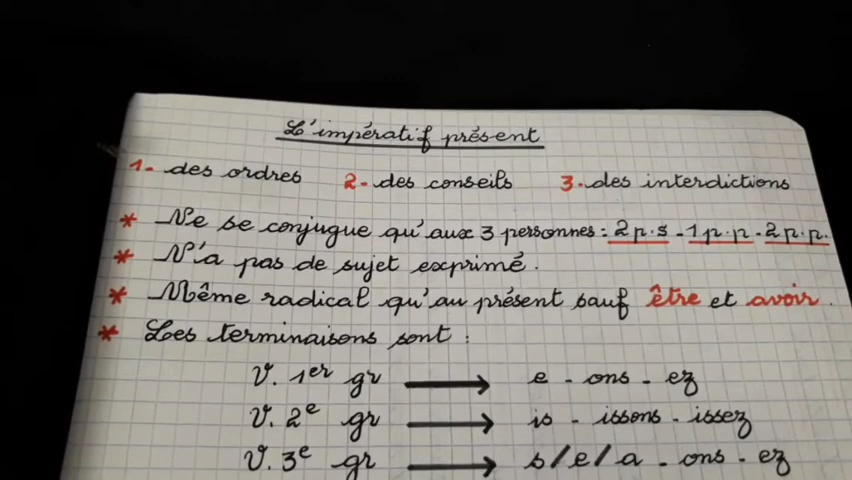 L'impératif présent
1- des ordres 2- des conseils 3- des interdictions
* Ne se conjugue qu'aux 3 personnes : 2p.s - 1p.p - 2p.p.
* N'a pas de sujet exprimé.
* Même radical qu'au présent sauf être et avoir.
* Les terminaisons sont :
V. 1er gr → e - ons - ez
V. 2e gr → is - issons - issez
V. 3e gr → s/e/a - ons - ez